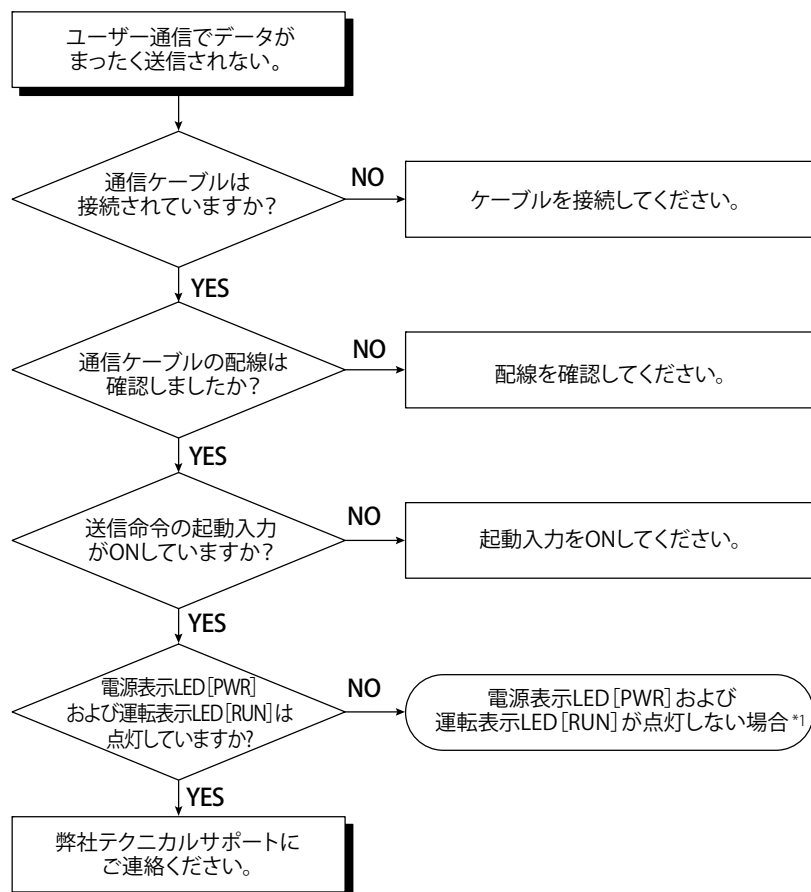 ユーザー通信でデータが
まったく送信されない。
通信ケーブルは
接続されていますか？
NO
ケーブルを接続してください。
YES
通信ケーブルの配線は
確認しましたか？
NO
配線を確認してください。
YES
送信命令の起動入力
がONしていますか？
NO
起動入力をONしてください。
YES
電源表示LED［PWR］
および運転表示LED［RUN］は
点灯していますか?
NO
電源表示LED［PWR］および
運転表示LED［RUN］が点灯しない場合 *1
YES
弊社テクニカルサポートに
ご連絡ください。